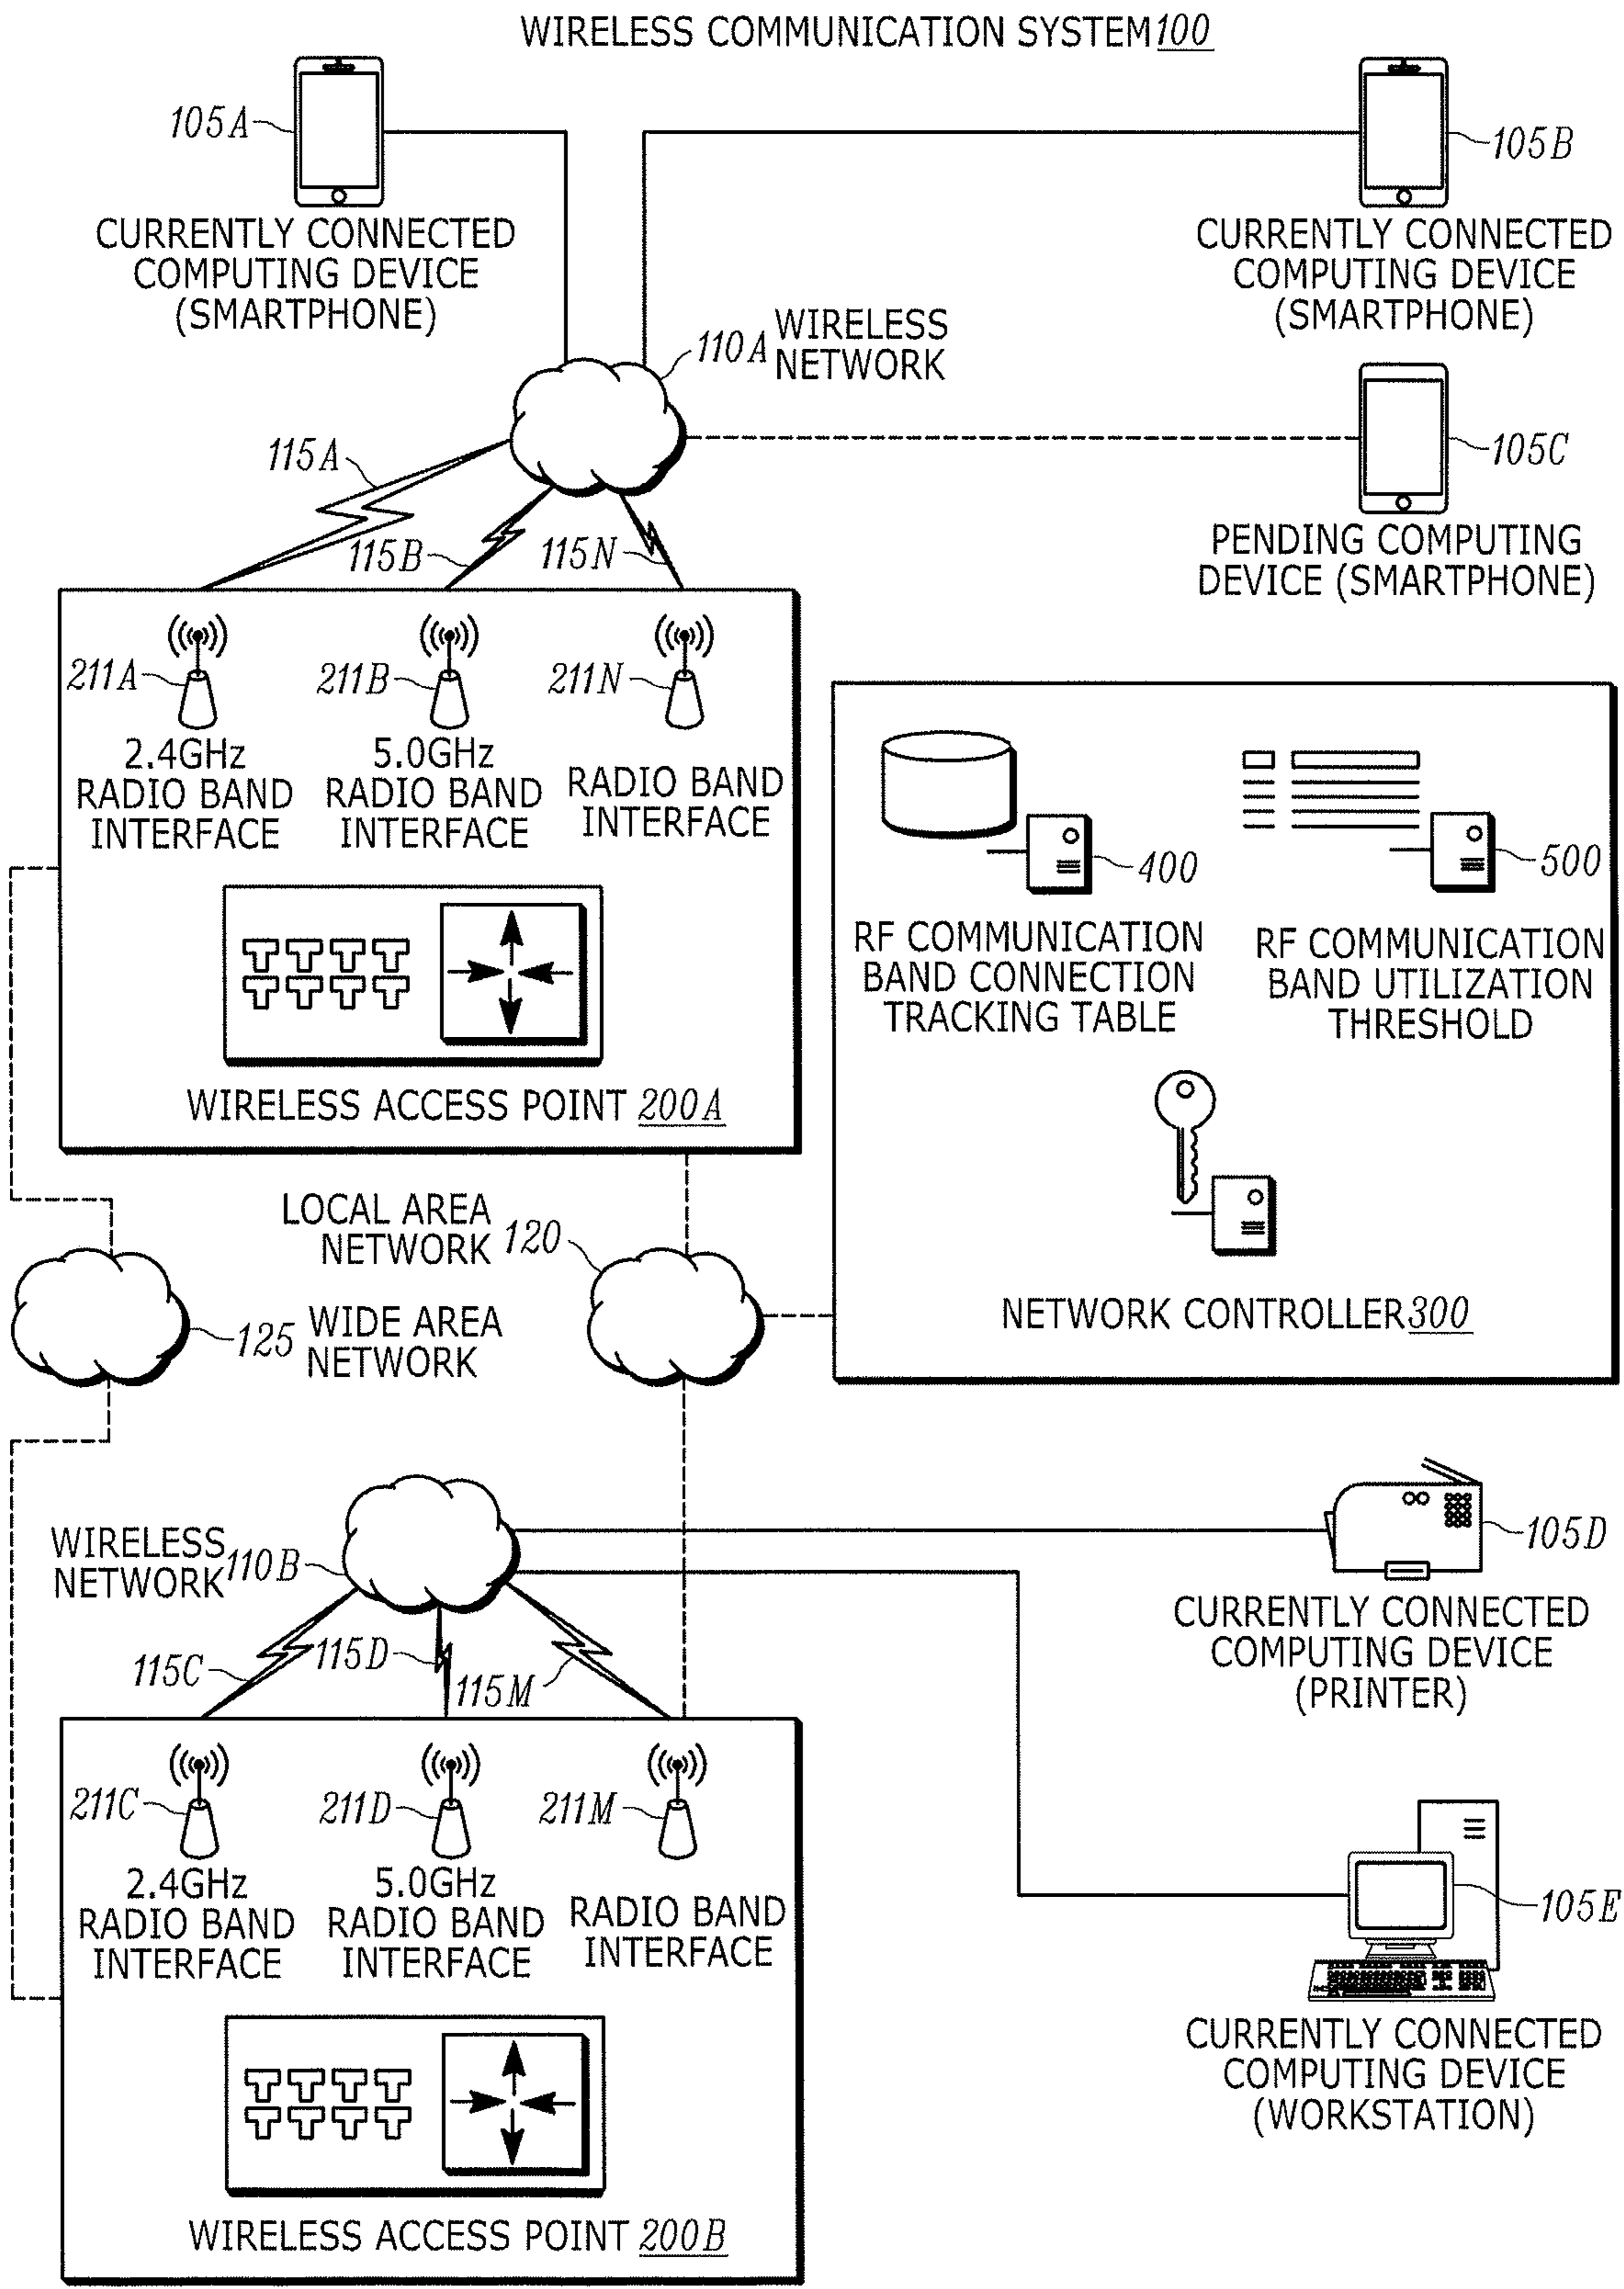 WIRELESS COMMUNICATION SYSTEM 100
105A
105B
CURRENTLY CONNECTED
COMPUTING DEVICE
(SMARTPHONE)
CURRENTLY CONNECTED
COMPUTING DEVICE
(SMARTPHONE)
110A
WIRELESS
NETWORK
105C
PENDING COMPUTING
DEVICE (SMARTPHONE)
115A
115B
115N
211A
211B
211N
2.4GHz
RADIO BAND
INTERFACE
5.0GHz
RADIO BAND
INTERFACE
RADIO BAND
INTERFACE
WIRELESS ACCESS POINT 200A
400
500
RF COMMUNICATION
BAND CONNECTION
TRACKING TABLE
RF COMMUNICATION
BAND UTILIZATION
THRESHOLD
NETWORK CONTROLLER 300
LOCAL AREA
NETWORK
120
125
WIDE AREA
NETWORK
WIRELESS
NETWORK
110B
105D
CURRENTLY CONNECTED
COMPUTING DEVICE
(PRINTER)
115C
115D
115M
211C
211D
211M
2.4GHz
RADIO BAND
INTERFACE
5.0GHz
RADIO BAND
INTERFACE
RADIO BAND
INTERFACE
WIRELESS ACCESS POINT 200B
105E
CURRENTLY CONNECTED
COMPUTING DEVICE
(WORKSTATION)